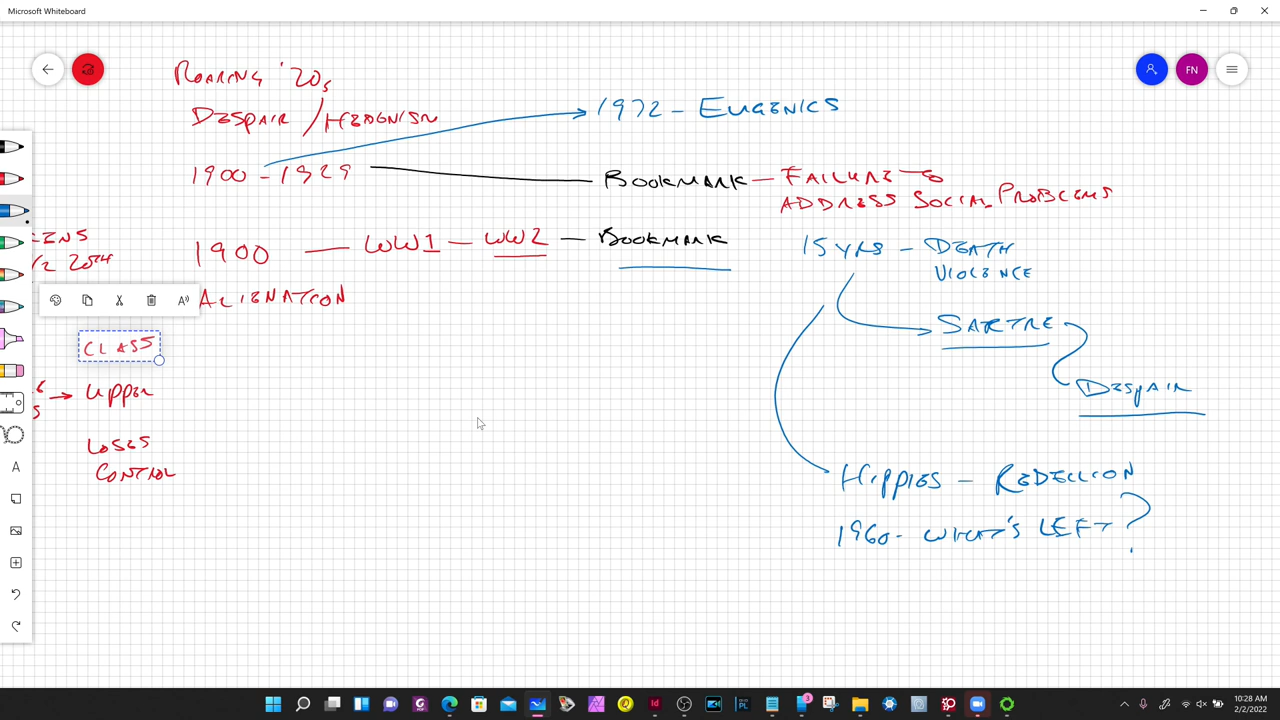 Microsoft Whiteboard
FN
ROARING '20s
DESPAIR / HEDONISM
1972 - EUGENICS
1900 - 1929
BOOKMARK - FAILURE TO
ADDRESS SOCIAL PROBLEMS
1900 - WW1 - WW2 - BOOKMARK
15 YRS - DEATH
VIOLENCE
ALIENATION
CLASS
SARTRE
UPPER
DESPAIR
LOSES
CONTROL
HIPPIES - REBELLION
1960 - WHAT'S LEFT?
10:28 AM
2/2/2022